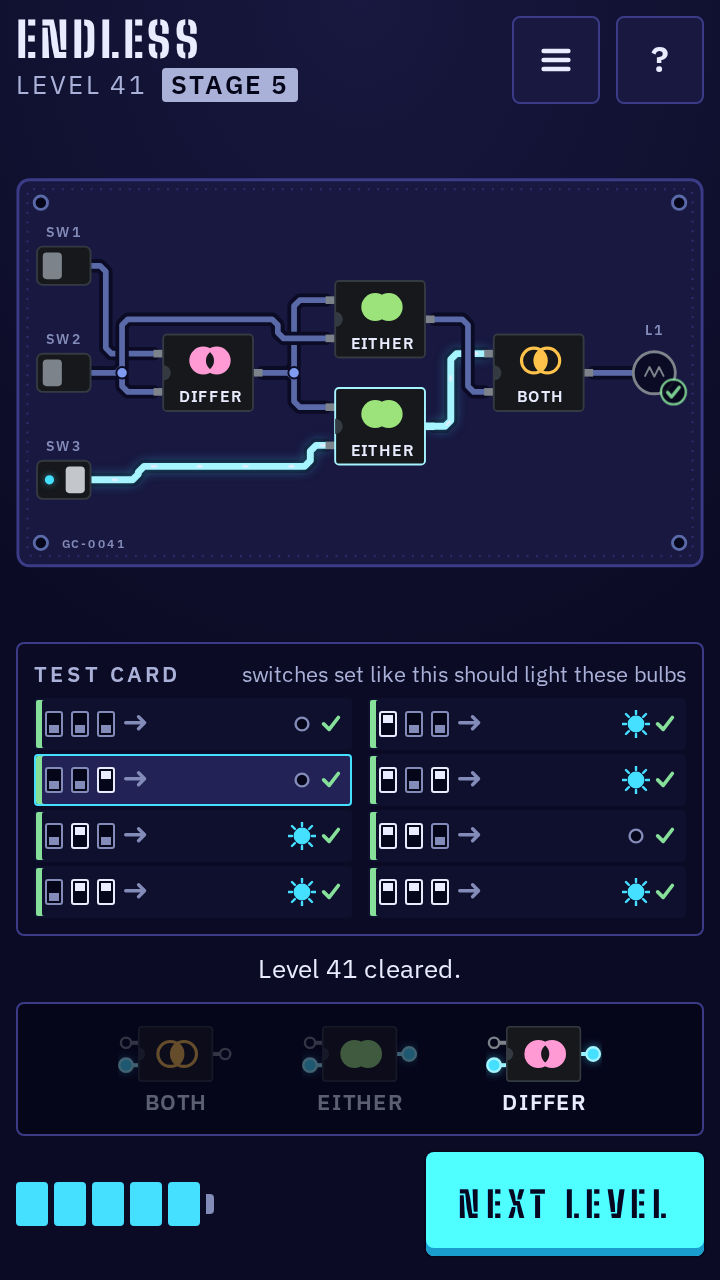 ENDLESS
LEVEL 41 STAGE 5
?
SW1
SW2
SW3
DIFFER
EITHER
EITHER
BOTH
L1
GC-0041
TEST CARD switches set like this should light these bulbs
Level 41 cleared.
BOTH EITHER DIFFER
NEXT LEVEL